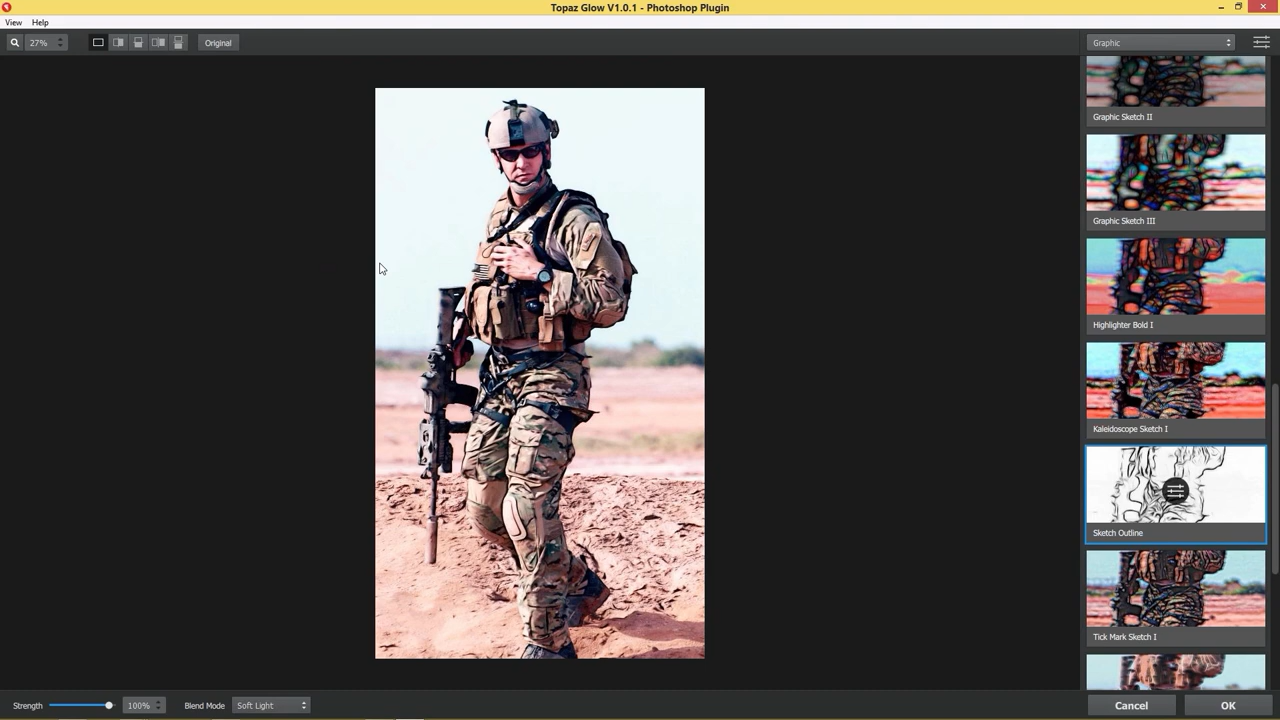 Topaz Glow V1.0.1 - Photoshop Plugin
View Help
27% Original Graphic
Graphic Sketch II
Graphic Sketch III
Highlighter Bold I
Kaleidoscope Sketch I
Sketch Outline
Tick Mark Sketch I
Strength 100% Blend Mode Soft Light Cancel OK